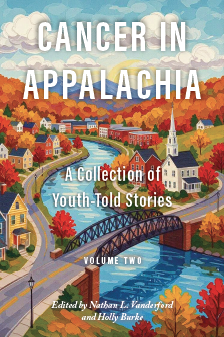 CANCER IN
APPALACHIA
A Collection of
Youth-Told Stories
VOLUME TWO
Edited by Nathan L. Vanderford
and Holly Burke